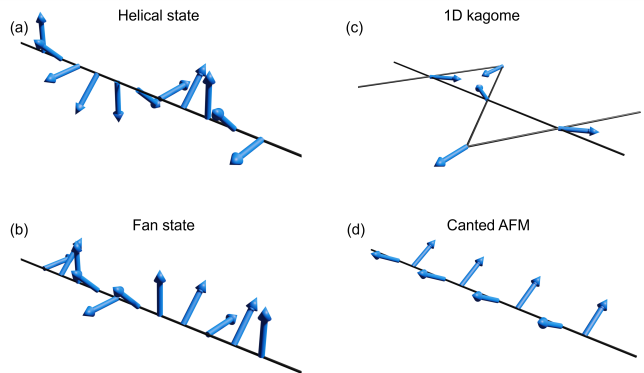 (a) Helical state
(c) 1D kagome
(b) Fan state
(d) Canted AFM